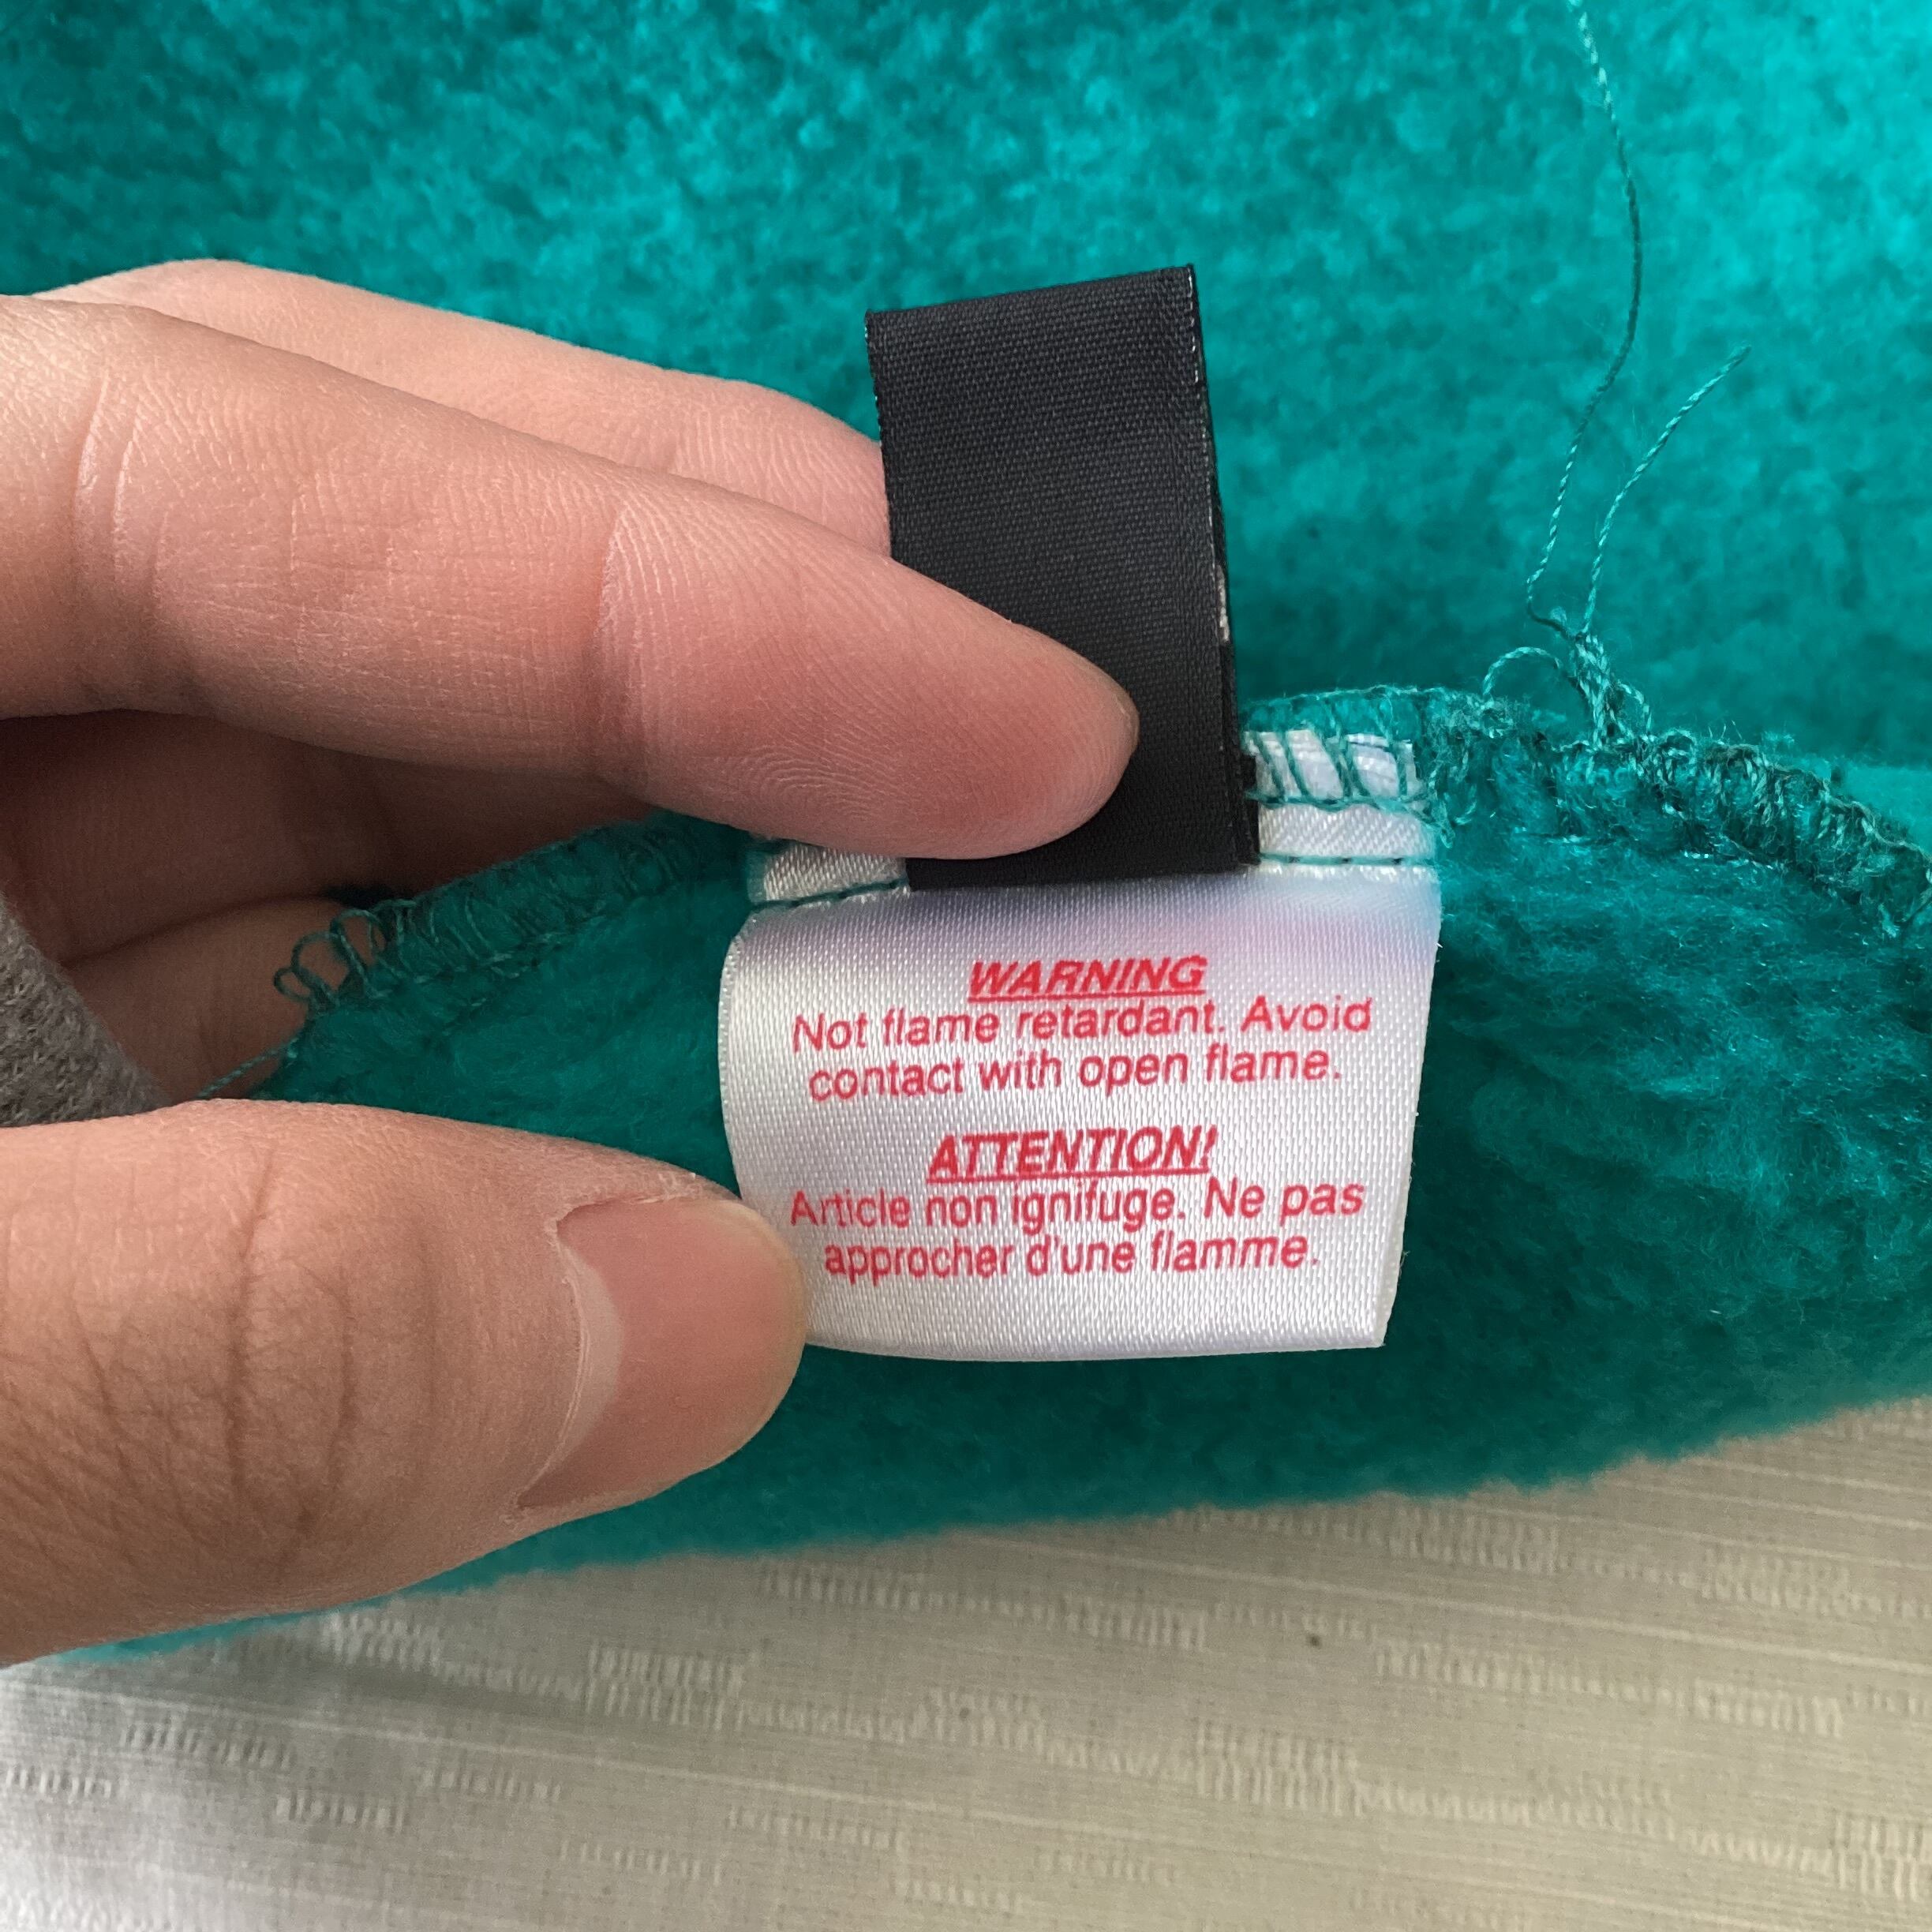 WARNING
Not flame retardant. Avoid
contact with open flame.
ATTENTION!
Article non ignifuge. Ne pas
approcher d'une flamme.